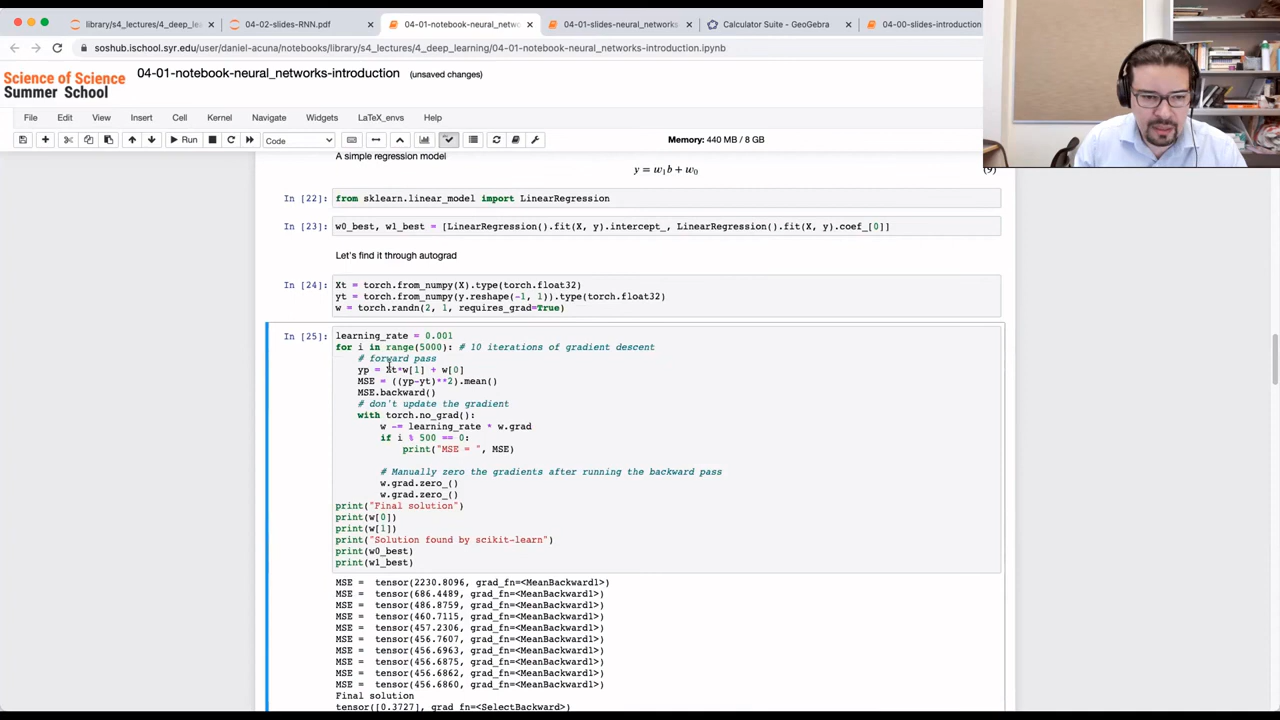 library/s4_lectures/4_deep_le
04-02-slides-RNN.pdf
04-01-notebook-neural_netwo
04-01-slides-neural_networks
Calculator Suite - GeoGebra
04-00-slides-introduction
soshub.ischool.syr.edu/user/daniel-acuna/notebooks/library/s4_lectures/4_deep_learning/04-01-notebook-neural_networks-introduction.ipynb
Science of Science
Summer School
04-01-notebook-neural_networks-introduction (unsaved changes)
File Edit View Insert Cell Kernel Navigate Widgets LaTeX_envs Help
Run Code Memory: 440 MB / 8 GB
A simple regression model
y = w1b + w0 (9)
In [22]: from sklearn.linear_model import LinearRegression
In [23]: w0_best, w1_best = [LinearRegression().fit(X, y).intercept_, LinearRegression().fit(X, y).coef_[0]]
Let's find it through autograd
In [24]: Xt = torch.from_numpy(X).type(torch.float32)
yt = torch.from_numpy(y.reshape(-1, 1)).type(torch.float32)
w = torch.randn(2, 1, requires_grad=True)
In [25]: learning_rate = 0.001
for i in range(5000): # 10 iterations of gradient descent
# forward pass
yp = Xt*w[1] + w[0]
MSE = ((yp-yt)**2).mean()
MSE.backward()
# don't update the gradient
with torch.no_grad():
w -= learning_rate * w.grad
if i % 500 == 0:
print("MSE = ", MSE)
# Manually zero the gradients after running the backward pass
w.grad.zero_()
w.grad.zero_()
print("Final solution")
print(w[0])
print(w[1])
print("Solution found by scikit-learn")
print(w0_best)
print(w1_best)
MSE = tensor(2230.8096, grad_fn=<MeanBackward1>)
MSE = tensor(686.4489, grad_fn=<MeanBackward1>)
MSE = tensor(486.8759, grad_fn=<MeanBackward1>)
MSE = tensor(460.7115, grad_fn=<MeanBackward1>)
MSE = tensor(457.2306, grad_fn=<MeanBackward1>)
MSE = tensor(456.7607, grad_fn=<MeanBackward1>)
MSE = tensor(456.6963, grad_fn=<MeanBackward1>)
MSE = tensor(456.6875, grad_fn=<MeanBackward1>)
MSE = tensor(456.6862, grad_fn=<MeanBackward1>)
MSE = tensor(456.6860, grad_fn=<MeanBackward1>)
Final solution
tensor([0.3727], grad_fn=<SelectBackward>)